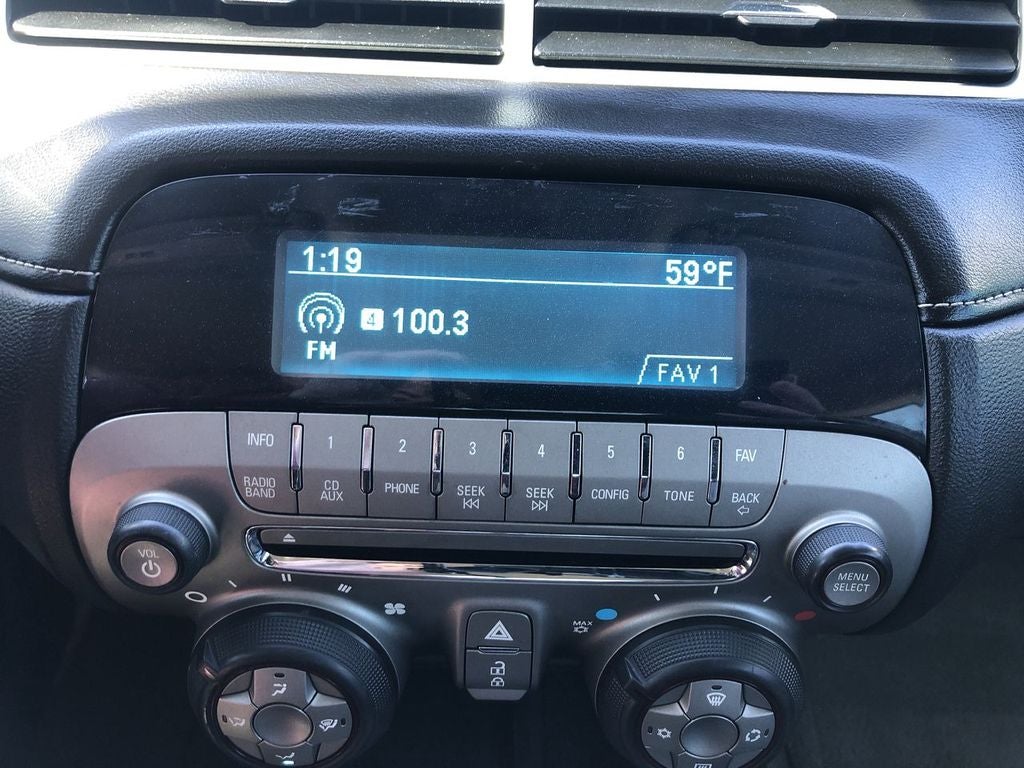 1:19 59°F
4 100.3
FM
FAV 1
INFO 1 2 3 4 5 6 FAV
RADIO BAND
CD AUX
PHONE
SEEK
SEEK
CONFIG
TONE
BACK
VOL
MENU SELECT
MAX